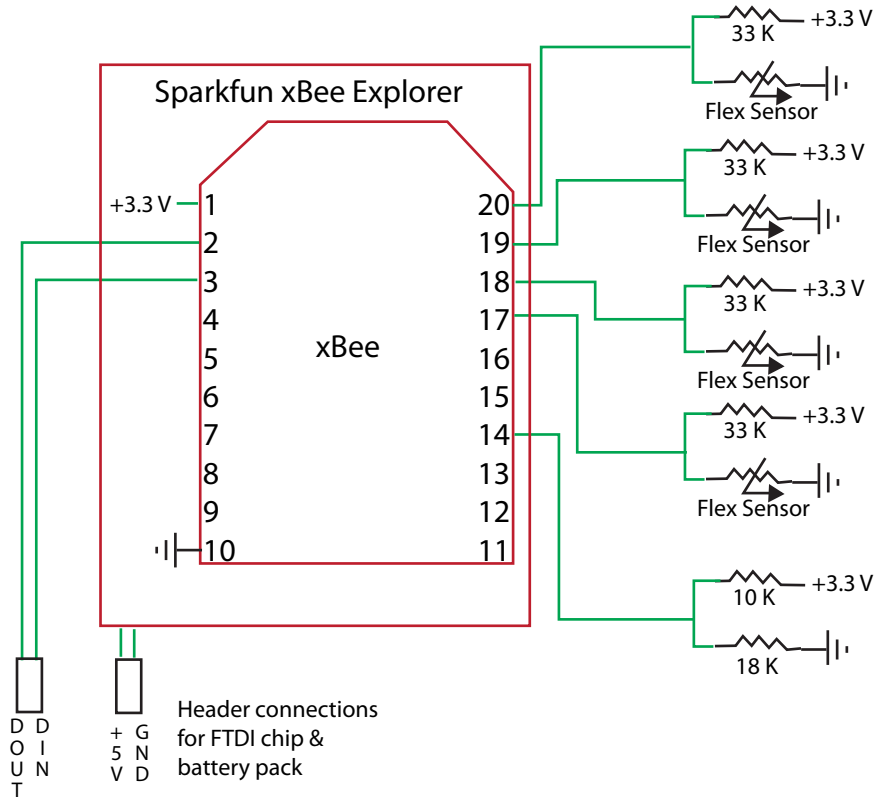 Sparkfun xBee Explorer
xBee
+3.3 V
1
2
3
4
5
6
7
8
9
10
20
19
18
17
16
15
14
13
12
11
33 K
+3.3 V
Flex Sensor
33 K
+3.3 V
Flex Sensor
33 K
+3.3 V
Flex Sensor
33 K
+3.3 V
Flex Sensor
10 K
+3.3 V
18 K
DOUT
DIN
+5V
GND
Header connections
for FTDI chip &
battery pack